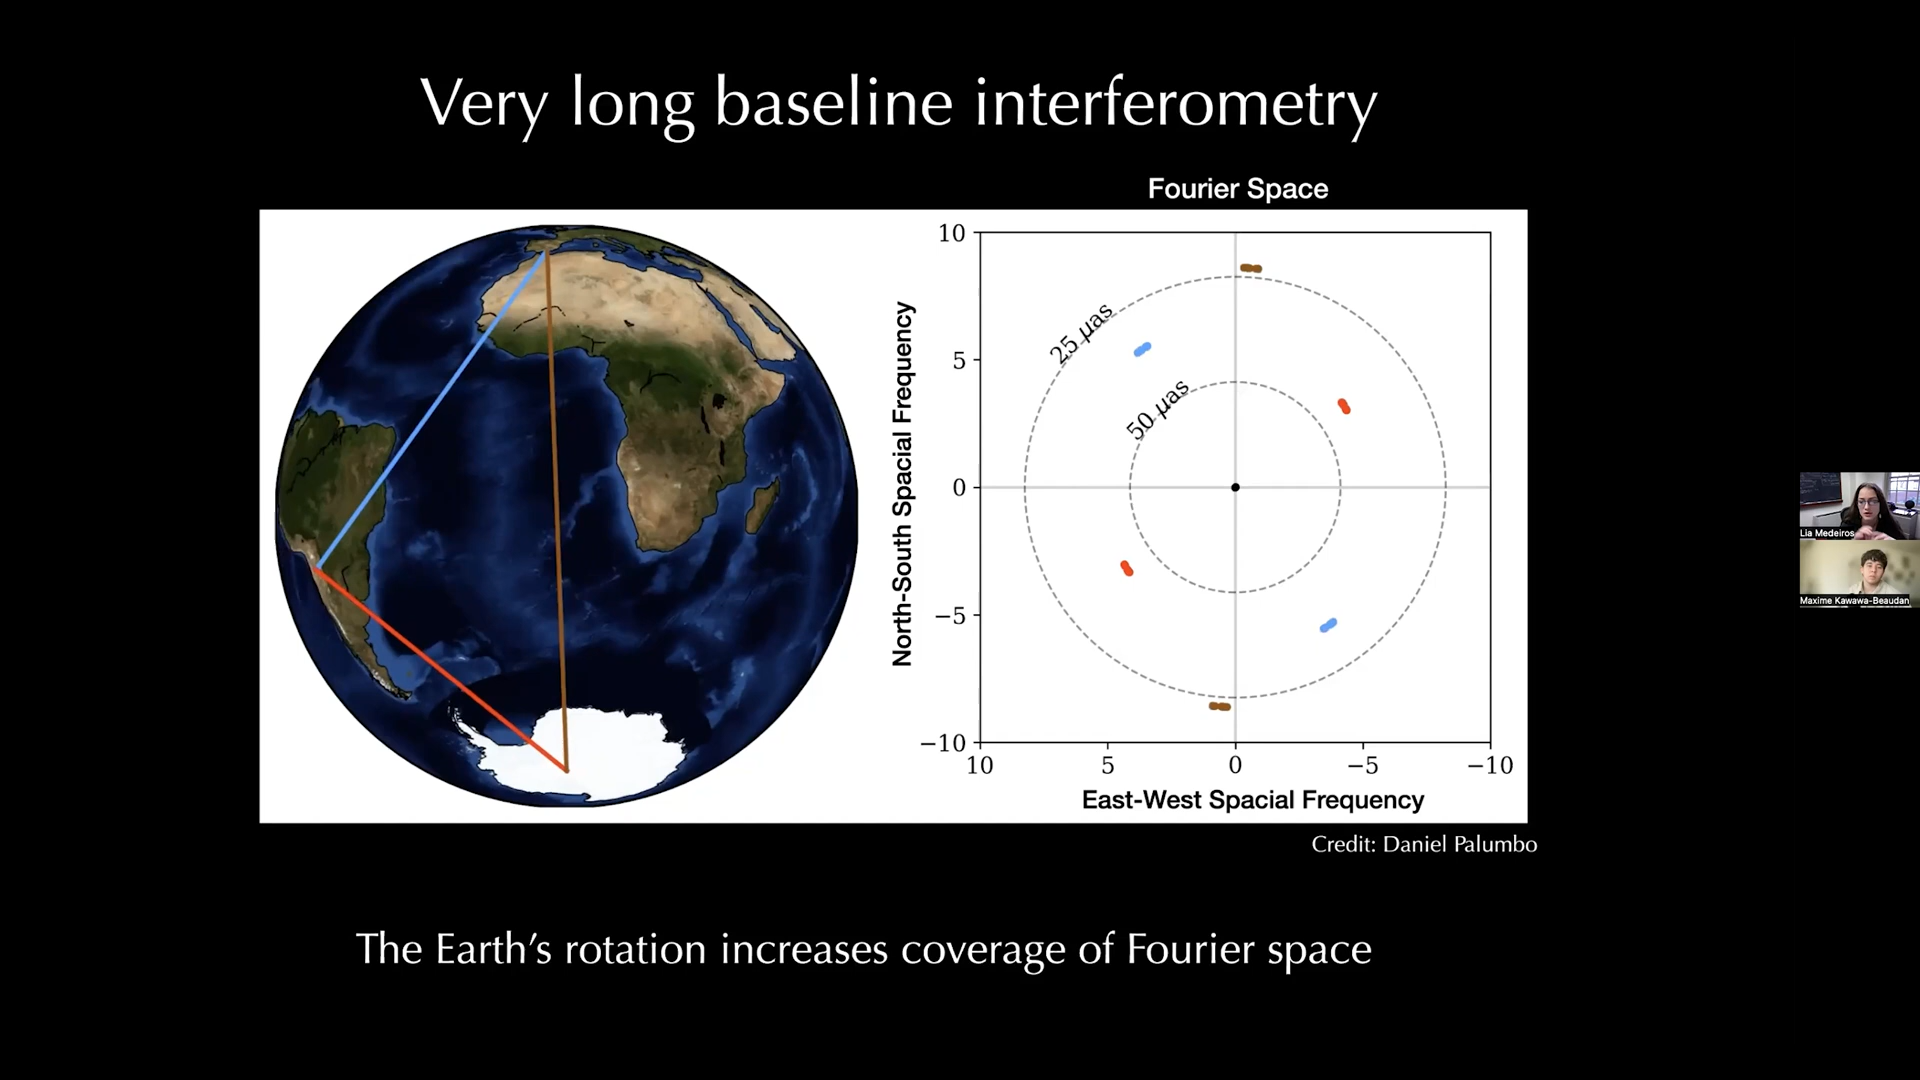 Very long baseline interferometry
Fourier Space
10
5
0
−5
−10
North-South Spacial Frequency
25 μas
50 μas
10
5
0
−5
−10
East-West Spacial Frequency
Credit: Daniel Palumbo
The Earth’s rotation increases coverage of Fourier space
Lia Medeiros
Maxime Kawawa-Beaudan